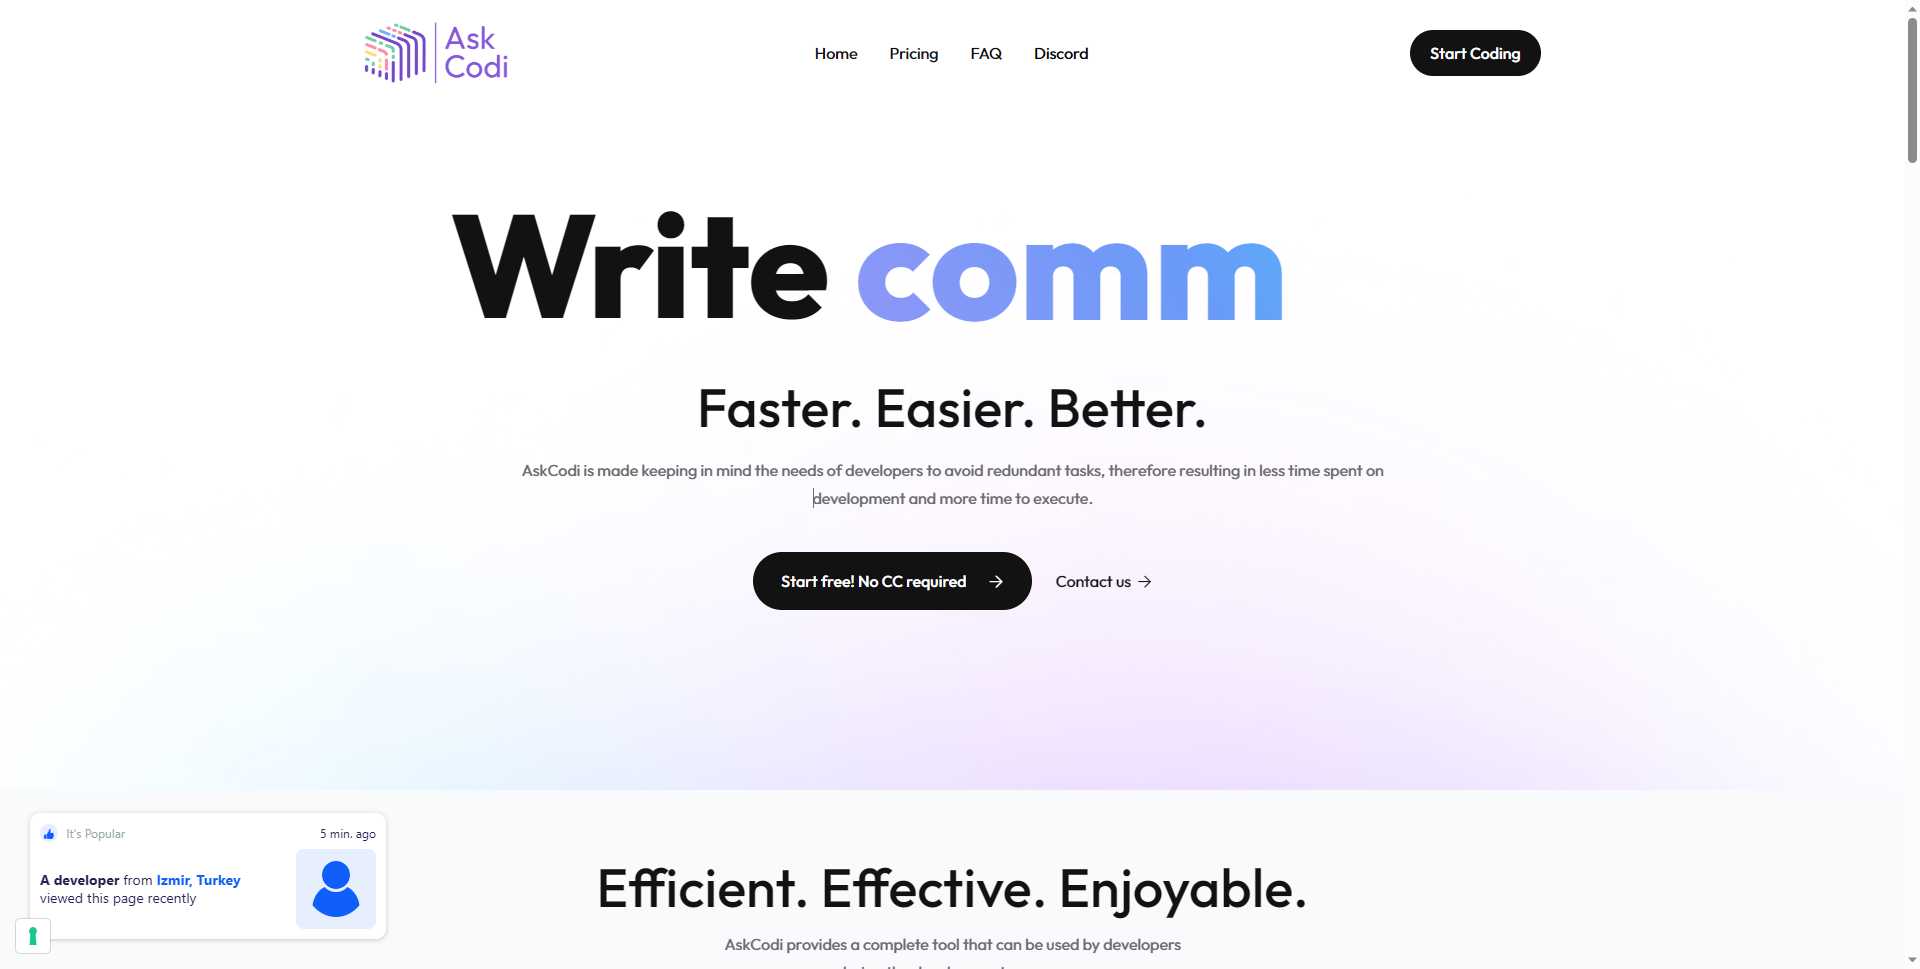 Ask
Codi
Home Pricing FAQ Discord
Start Coding
Write comm
Faster. Easier. Better.
AskCodi is made keeping in mind the needs of developers to avoid redundant tasks, therefore resulting in less time spent on
development and more time to execute.
Start free! No CC required
Contact us
It's Popular 5 min. ago
A developer from Izmir, Turkey
viewed this page recently
Efficient. Effective. Enjoyable.
AskCodi provides a complete tool that can be used by developers